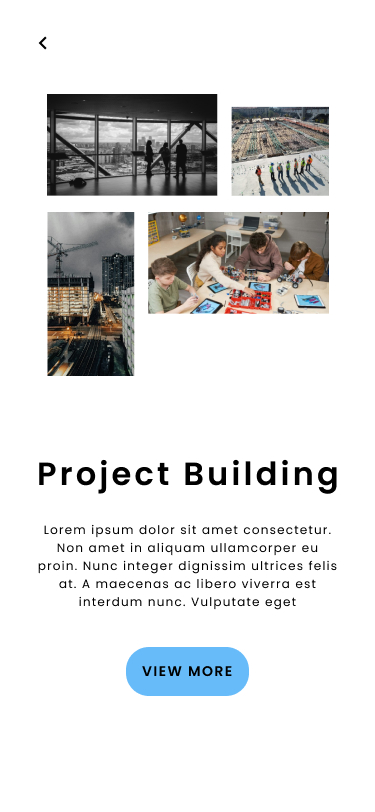 Project Building
Lorem ipsum dolor sit amet consectetur.
Non amet in aliquam ullamcorper eu
proin. Nunc integer dignissim ultrices felis
at. A maecenas ac libero viverra est
interdum nunc. Vulputate eget
VIEW MORE